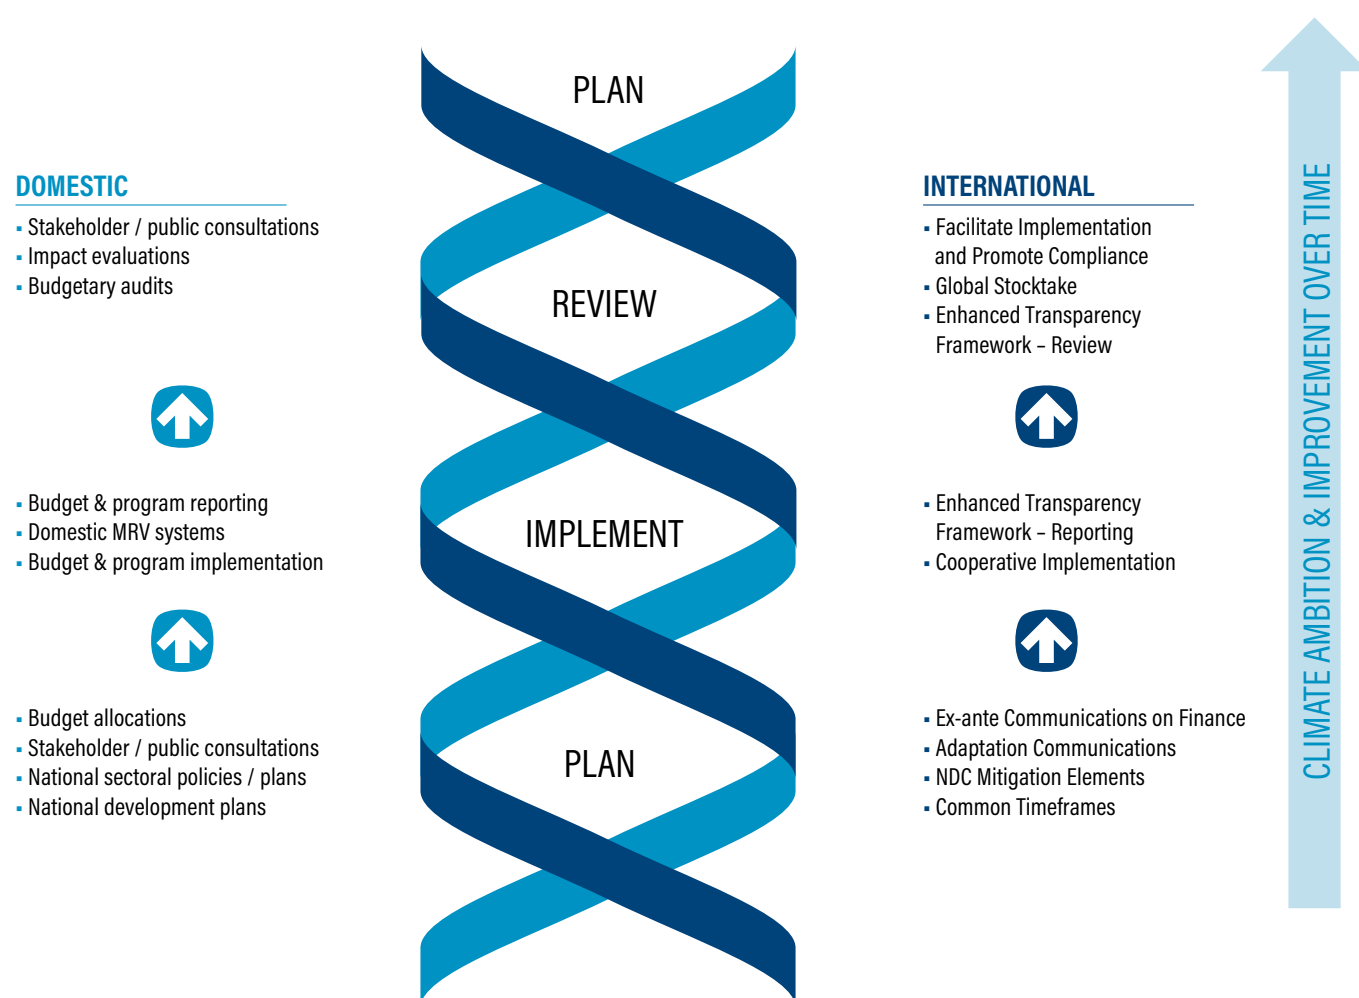 PLAN
DOMESTIC
▪ Stakeholder / public consultations
▪ Impact evaluations
▪ Budgetary audits
REVIEW
INTERNATIONAL
▪ Facilitate Implementation
and Promote Compliance
▪ Global Stocktake
▪ Enhanced Transparency
Framework – Review
▪ Budget & program reporting
▪ Domestic MRV systems
▪ Budget & program implementation
IMPLEMENT
▪ Enhanced Transparency
Framework – Reporting
▪ Cooperative Implementation
▪ Budget allocations
▪ Stakeholder / public consultations
▪ National sectoral policies / plans
▪ National development plans
PLAN
▪ Ex-ante Communications on Finance
▪ Adaptation Communications
▪ NDC Mitigation Elements
▪ Common Timeframes
CLIMATE AMBITION & IMPROVEMENT OVER TIME